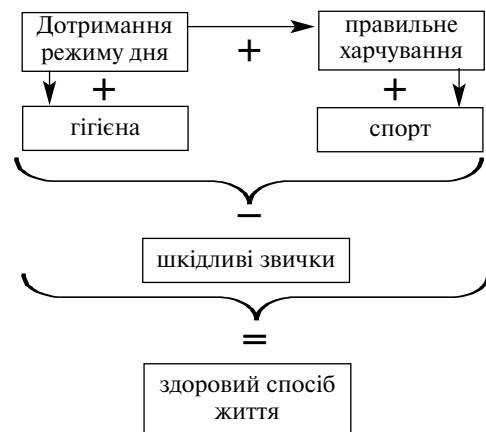 Дотримання
режиму дня
+
правильне
харчування
+
+
гігієна
спорт
−
шкідливі звички
=
здоровий спосіб
життя